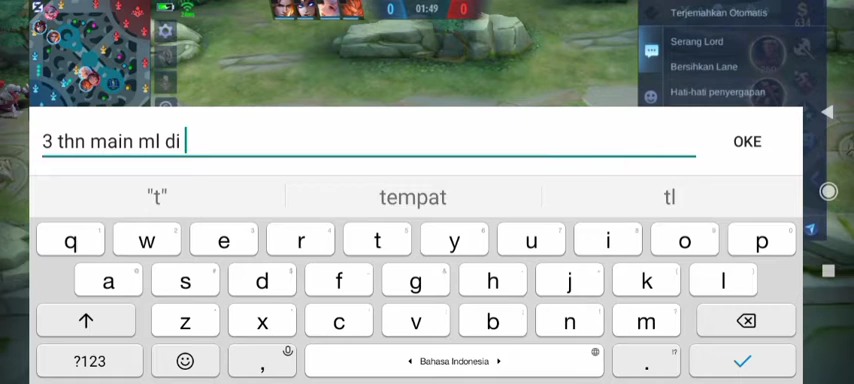 0 01:49 0
Terjemahkan Otomatis
634
Serang Lord
Bersihkan Lane
Hati-hati penyergapan
3 thn main ml di
OKE
"t" tempat tl
q w e r t y u i o p
a s d f g h j k l
z x c v b n m
?123 , Bahasa Indonesia .